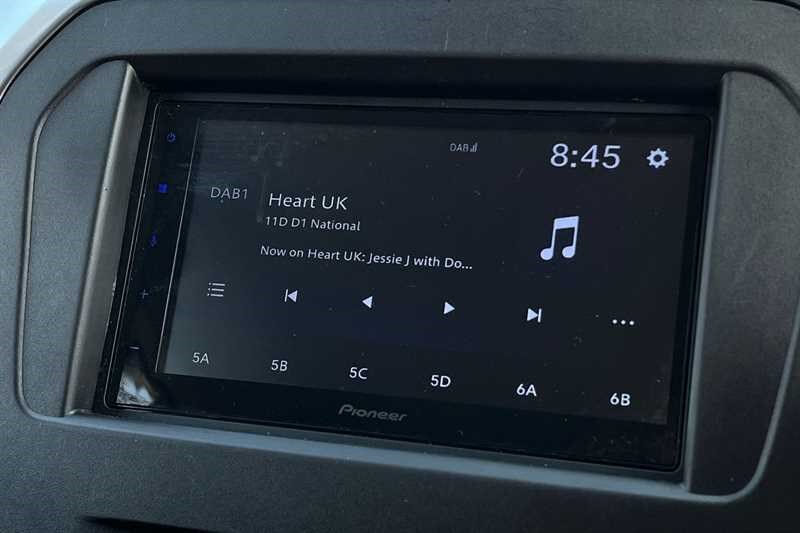 DAB
8:45
DAB1
Heart UK
11D D1 National
Now on Heart UK: Jessie J with Do...
5A
5B
5C
5D
6A
6B
Pioneer